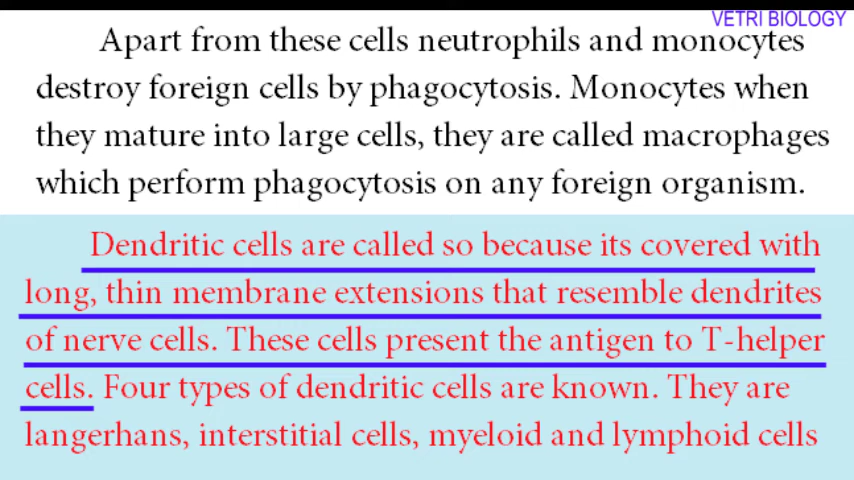 VETRI BIOLOGY
Apart from these cells neutrophils and monocytes
destroy foreign cells by phagocytosis. Monocytes when
they mature into large cells, they are called macrophages
which perform phagocytosis on any foreign organism.
Dendritic cells are called so because its covered with
long, thin membrane extensions that resemble dendrites
of nerve cells. These cells present the antigen to T-helper
cells. Four types of dendritic cells are known. They are
langerhans, interstitial cells, myeloid and lymphoid cells